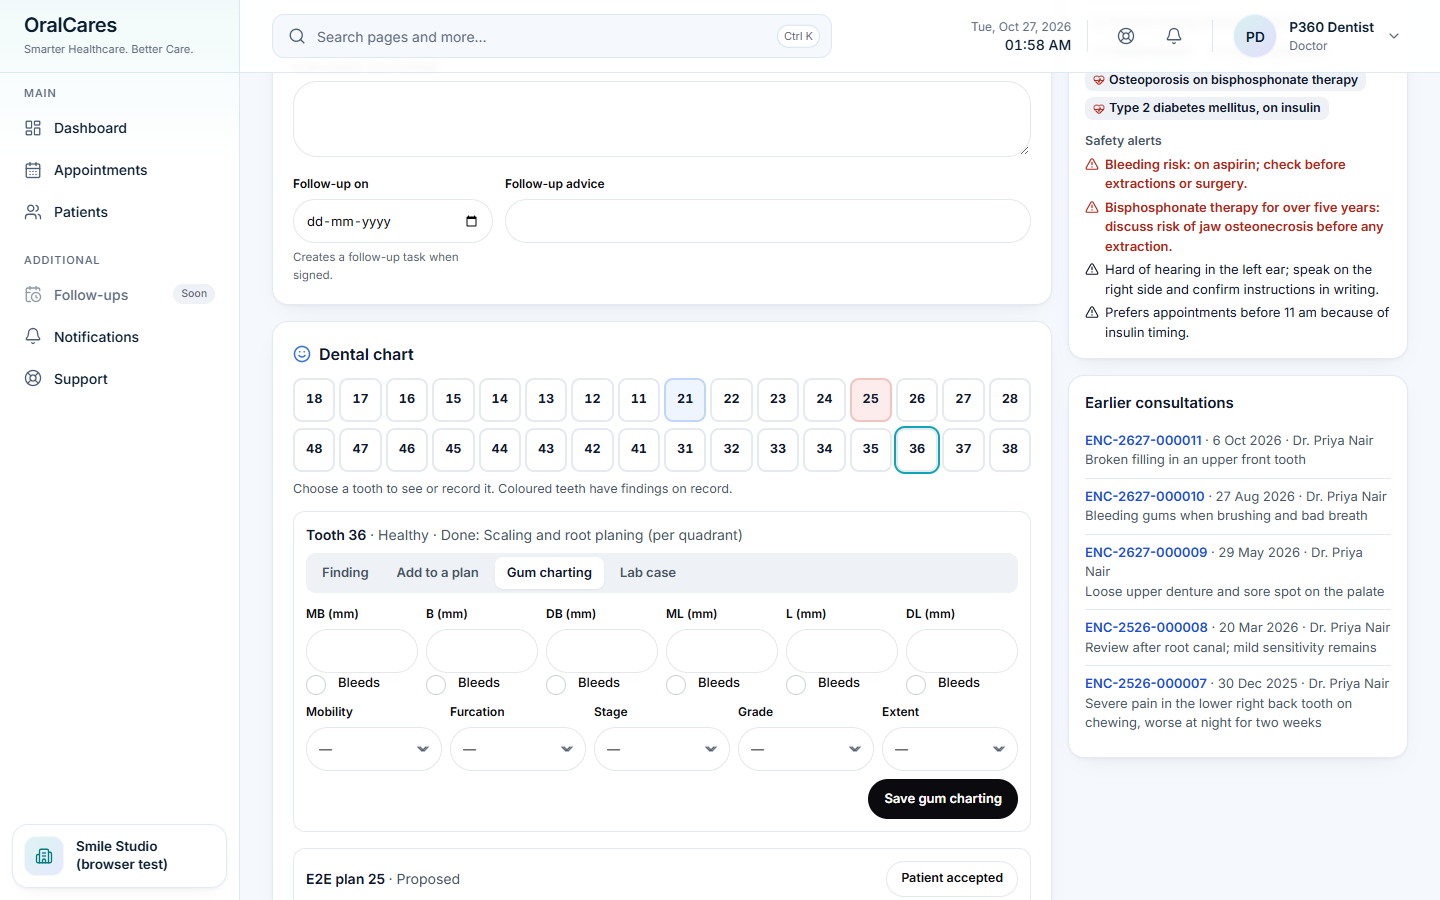 OralCares
Smarter Healthcare. Better Care.
Search pages and more...
Ctrl K
Tue, Oct 27, 2026
01:58 AM
PD
P360 Dentist
Doctor
MAIN
Dashboard
Appointments
Patients
ADDITIONAL
Follow-ups
Soon
Notifications
Support
Smile Studio
(browser test)
Follow-up on
Follow-up advice
dd-mm-yyyy
Creates a follow-up task when
signed.
Dental chart
18 17 16 15 14 13 12 11 21 22 23 24 25 26 27 28
48 47 46 45 44 43 42 41 31 32 33 34 35 36 37 38
Choose a tooth to see or record it. Coloured teeth have findings on record.
Tooth 36 · Healthy · Done: Scaling and root planing (per quadrant)
Finding
Add to a plan
Gum charting
Lab case
MB (mm) B (mm) DB (mm) ML (mm) L (mm) DL (mm)
Bleeds Bleeds Bleeds Bleeds Bleeds Bleeds
Mobility Furcation Stage Grade Extent
— — — — —
Save gum charting
E2E plan 25 · Proposed
Patient accepted
Osteoporosis on bisphosphonate therapy
Type 2 diabetes mellitus, on insulin
Safety alerts
Bleeding risk: on aspirin; check before
extractions or surgery.
Bisphosphonate therapy for over five years:
discuss risk of jaw osteonecrosis before any
extraction.
Hard of hearing in the left ear; speak on the
right side and confirm instructions in writing.
Prefers appointments before 11 am because of
insulin timing.
Earlier consultations
ENC-2627-000011 · 6 Oct 2026 · Dr. Priya Nair
Broken filling in an upper front tooth
ENC-2627-000010 · 27 Aug 2026 · Dr. Priya Nair
Bleeding gums when brushing and bad breath
ENC-2627-000009 · 29 May 2026 · Dr. Priya
Nair
Loose upper denture and sore spot on the palate
ENC-2526-000008 · 20 Mar 2026 · Dr. Priya Nair
Review after root canal; mild sensitivity remains
ENC-2526-000007 · 30 Dec 2025 · Dr. Priya Nair
Severe pain in the lower right back tooth on
chewing, worse at night for two weeks